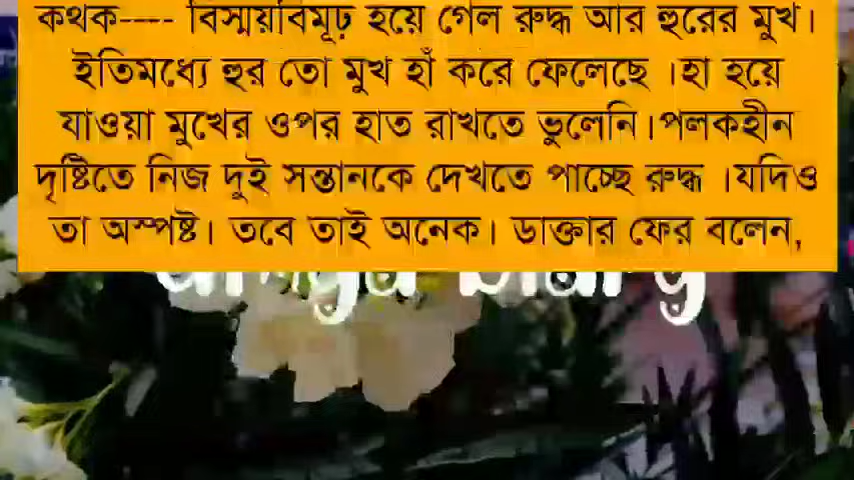 কথক---- বিস্ময়বিমূঢ় হয়ে গেল রুদ্ধ আর হুরের মুখ।
ইতিমধ্যে হুর তো মুখ হাঁ করে ফেলেছে ।হা হয়ে
যাওয়া মুখের ওপর হাত রাখতে ভুলেনি।পলকহীন
দৃষ্টিতে নিজ দুই সন্তানকে দেখতে পাচ্ছে রুদ্ধ ।যদিও
তা অস্পষ্ট। তবে তাই অনেক। ডাক্তার ফের বলেন,